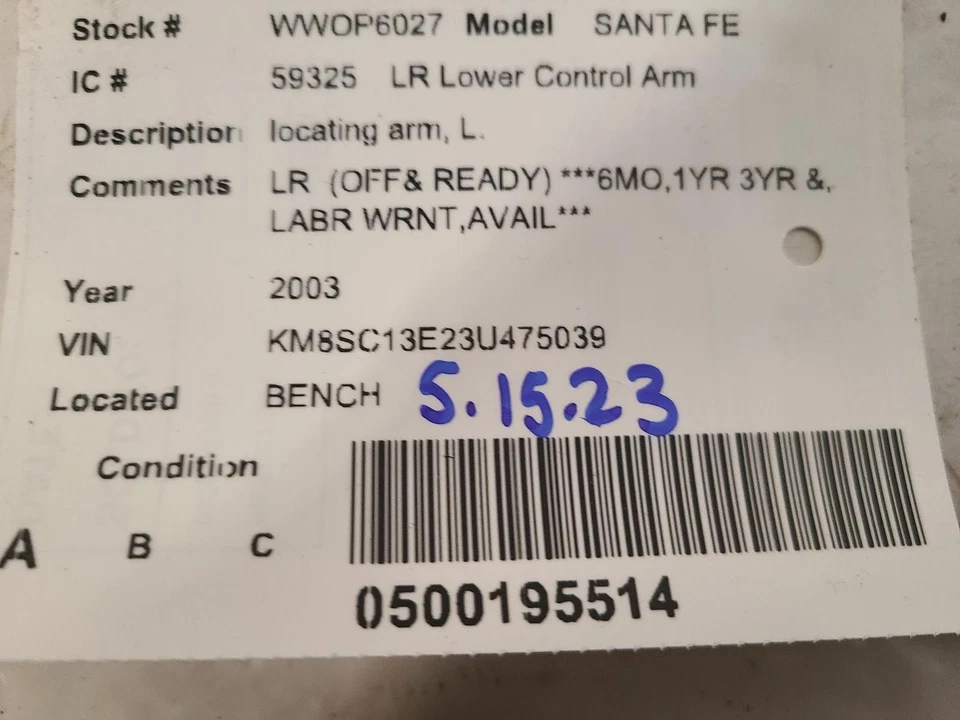 Stock # WWOP6027 Model SANTA FE
IC # 59325 LR Lower Control Arm
Description locating arm, L.
Comments LR (OFF& READY) ***6MO,1YR 3YR &,
LABR WRNT,AVAIL***
Year 2003
VIN KM8SC13E23U475039
Located BENCH 5.15.23
Condition
A B C
0500195514